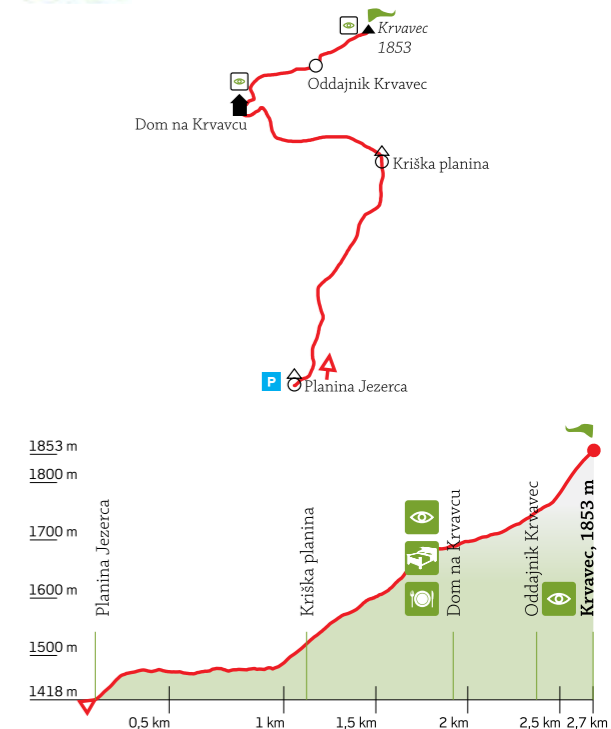 Krvavec
1853
Oddajnik Krvavec
Dom na Krvavcu
Kriška planina
P
Planina Jezerca
1853 m
1800 m
1700 m
1600 m
1500 m
1418 m
Planina Jezerca
Kriška planina
Dom na Krvavcu
Oddajnik Krvavec
Krvavec, 1853 m
0,5 km
1 km
1,5 km
2 km
2,5 km
2,7 km